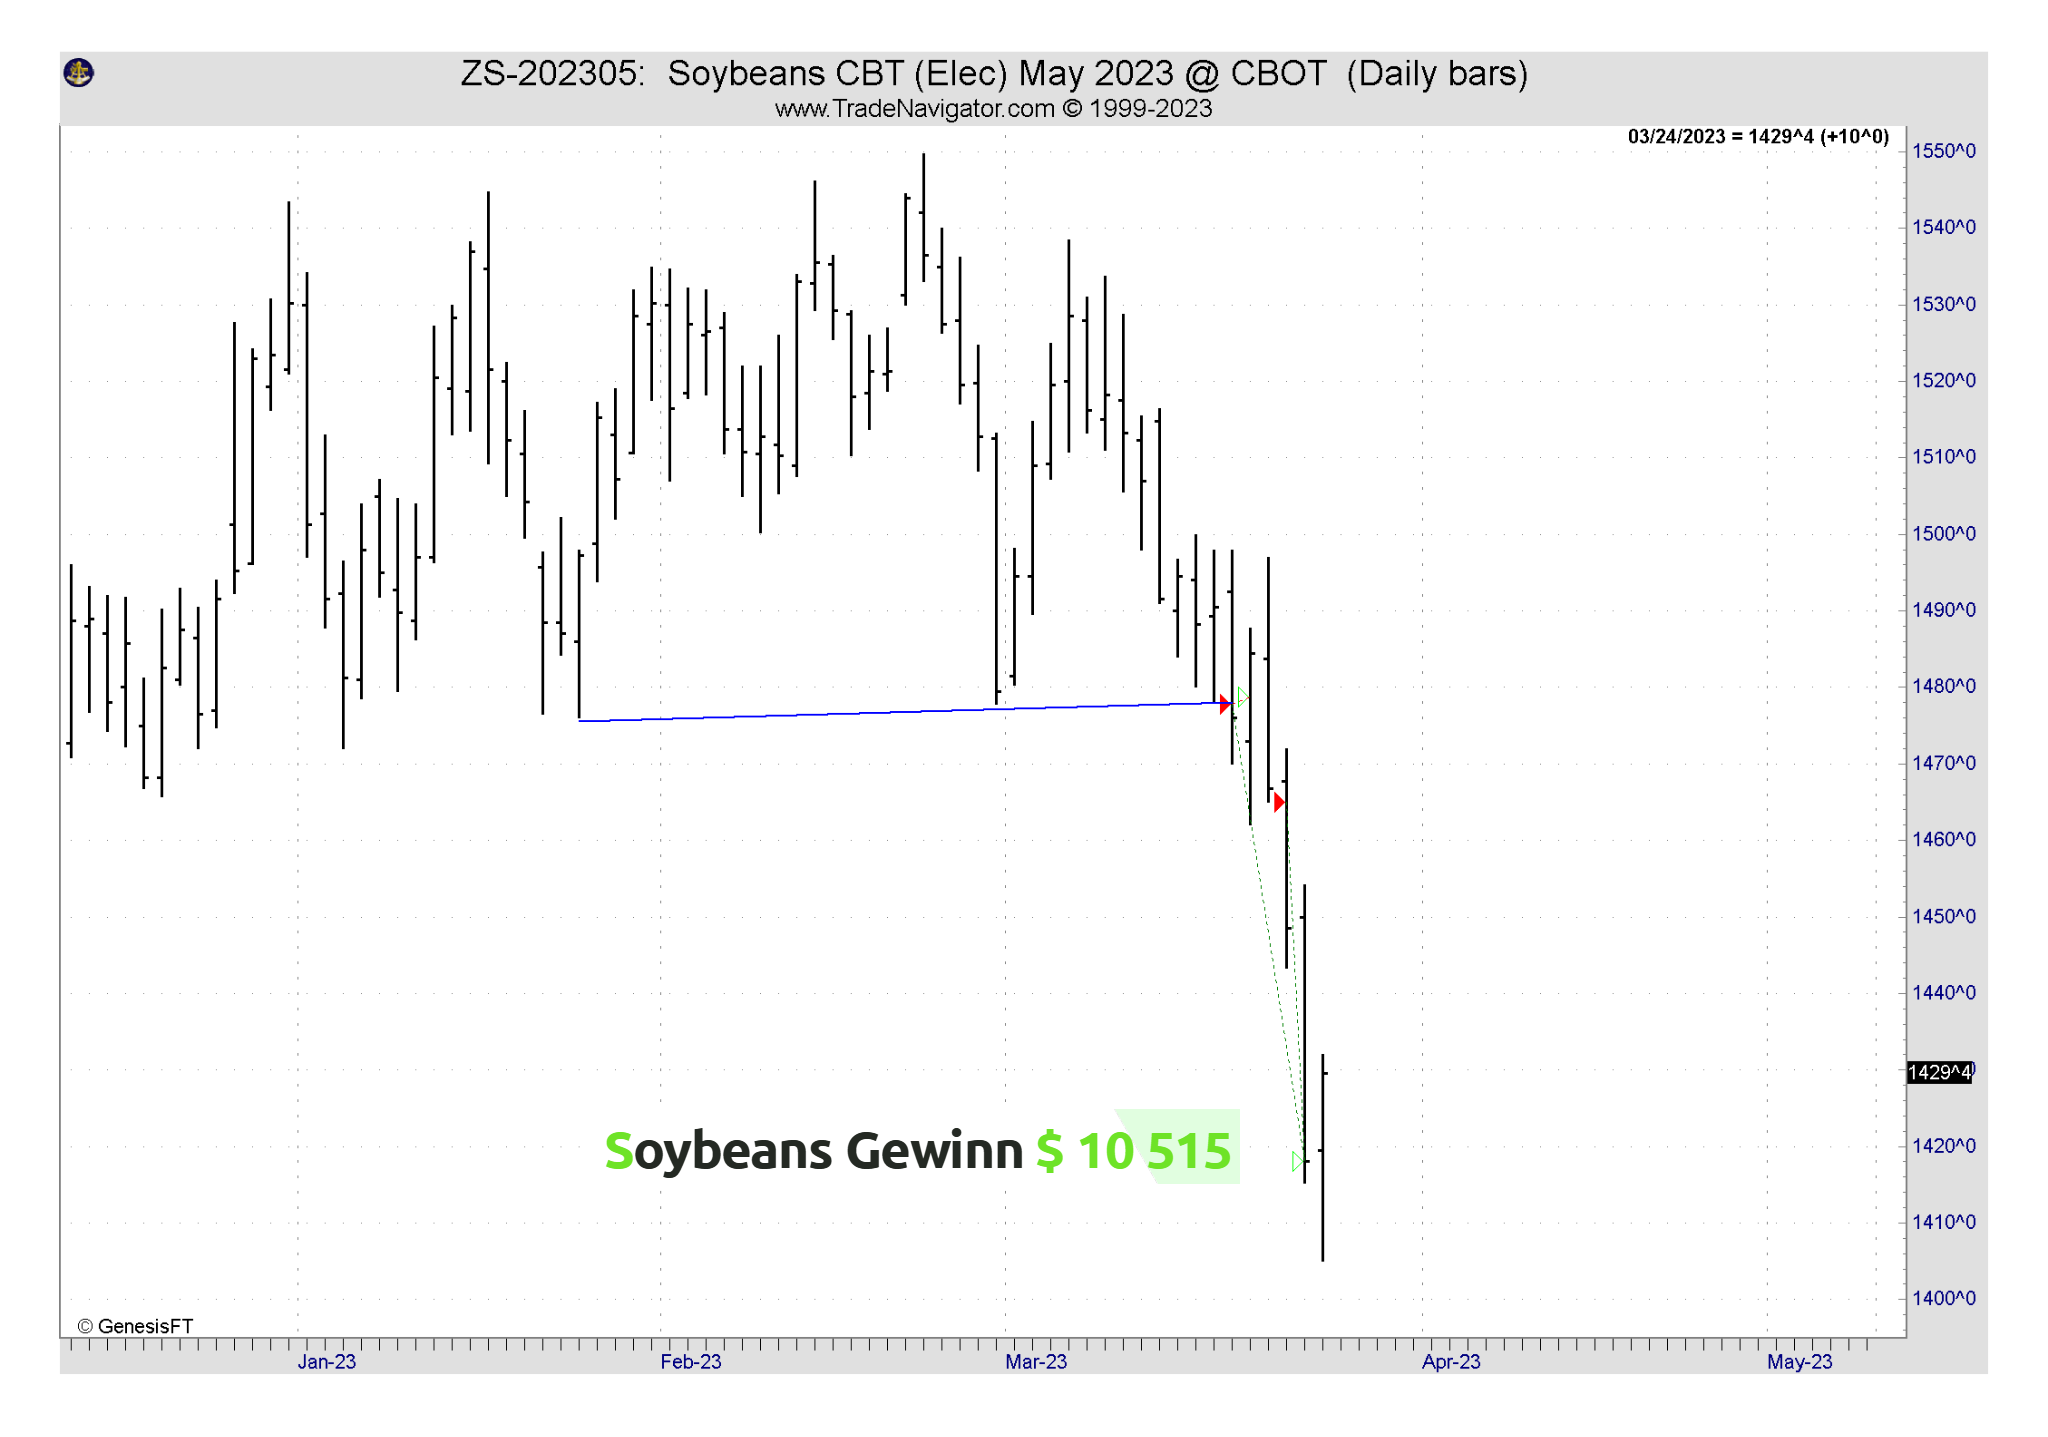 ZS-202305: Soybeans CBT (Elec) May 2023 @ CBOT (Daily bars)
www.TradeNavigator.com © 1999-2023
03/24/2023 = 1429^4 (+10^0)
1550^0
1540^0
1530^0
1520^0
1510^0
1500^0
1490^0
1480^0
1470^0
1460^0
1450^0
1440^0
1429^4
1420^0
1410^0
1400^0
Soybeans Gewinn $ 10 515
© GenesisFT
Jan-23 Feb-23 Mar-23 Apr-23 May-23